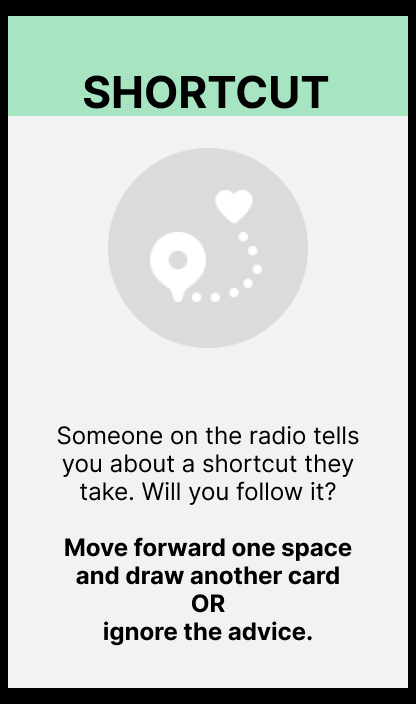 SHORTCUT
Someone on the radio tells
you about a shortcut they
take. Will you follow it?
Move forward one space
and draw another card
OR
ignore the advice.